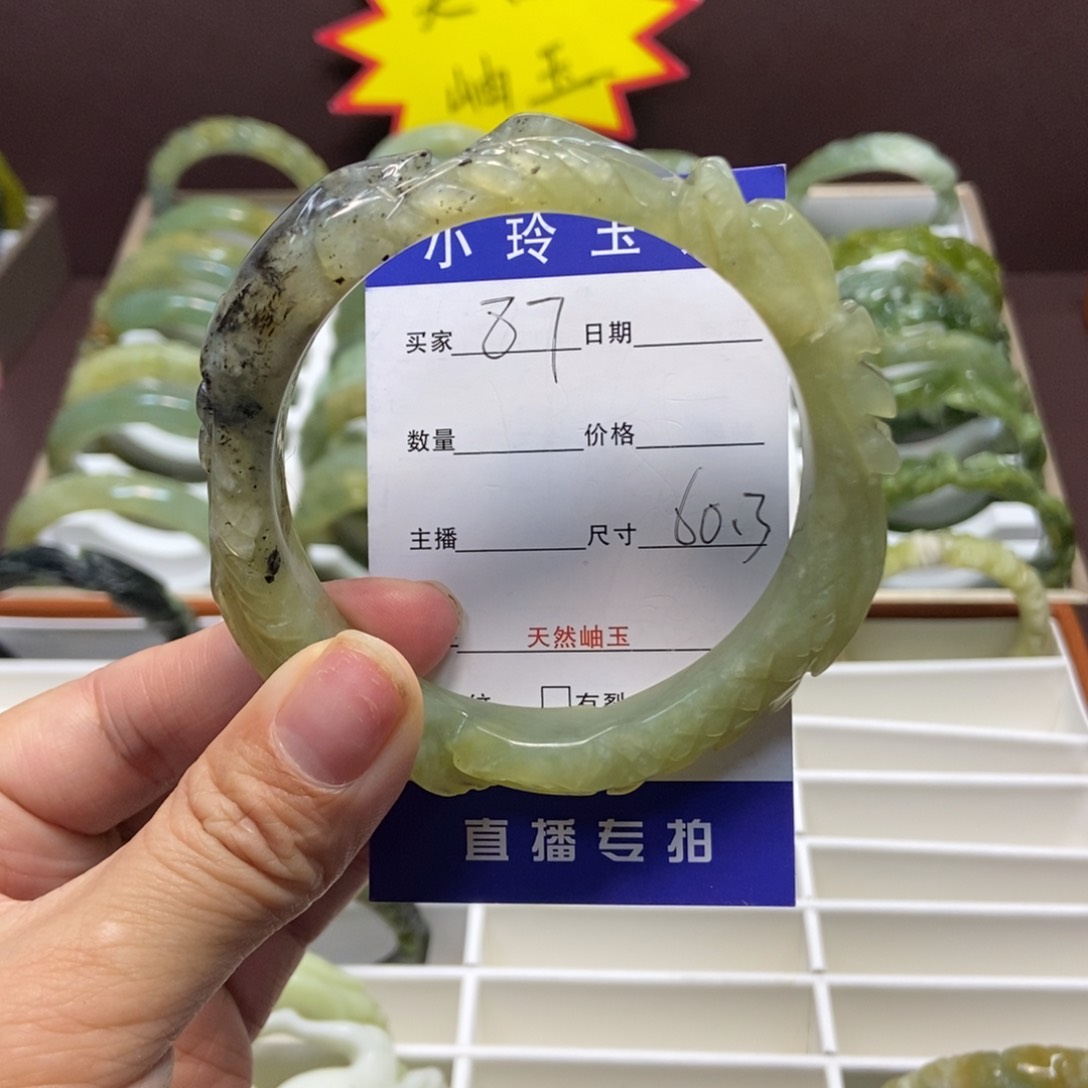 岫玉
小玲玉
买家 87 日期
数量 价格
主播 尺寸 60.3
天然岫玉
纹 □有裂
直播专拍